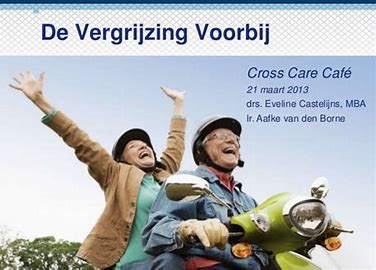 De Vergrijzing Voorbij
Cross Care Café
21 maart 2013
drs. Eveline Castelijns, MBA
Ir. Aafke van den Borne